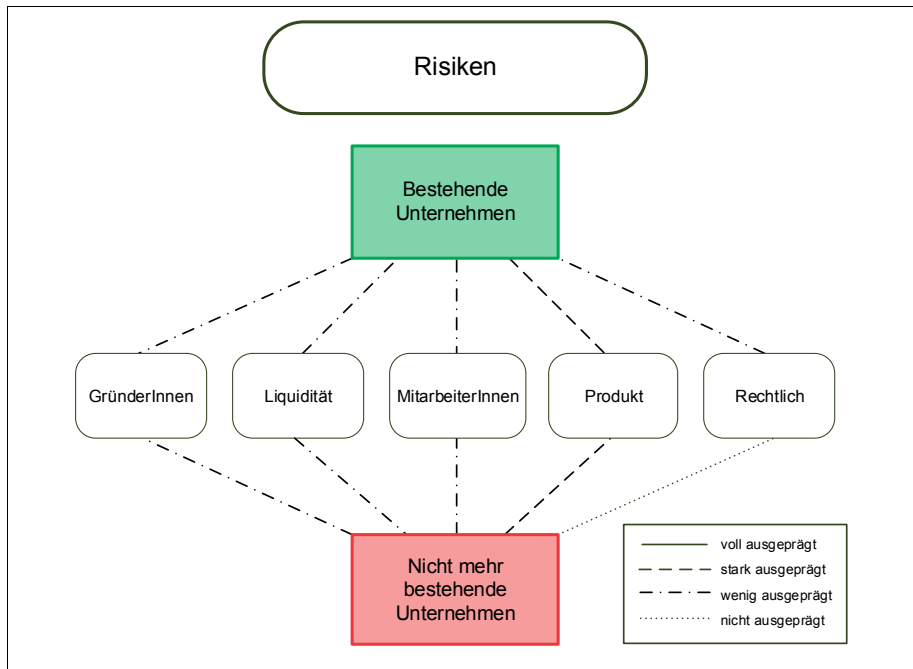 Risiken
Bestehende
Unternehmen
GründerInnen
Liquidität
MitarbeiterInnen
Produkt
Rechtlich
Nicht mehr
bestehende
Unternehmen
voll ausgeprägt
stark ausgeprägt
wenig ausgeprägt
nicht ausgeprägt